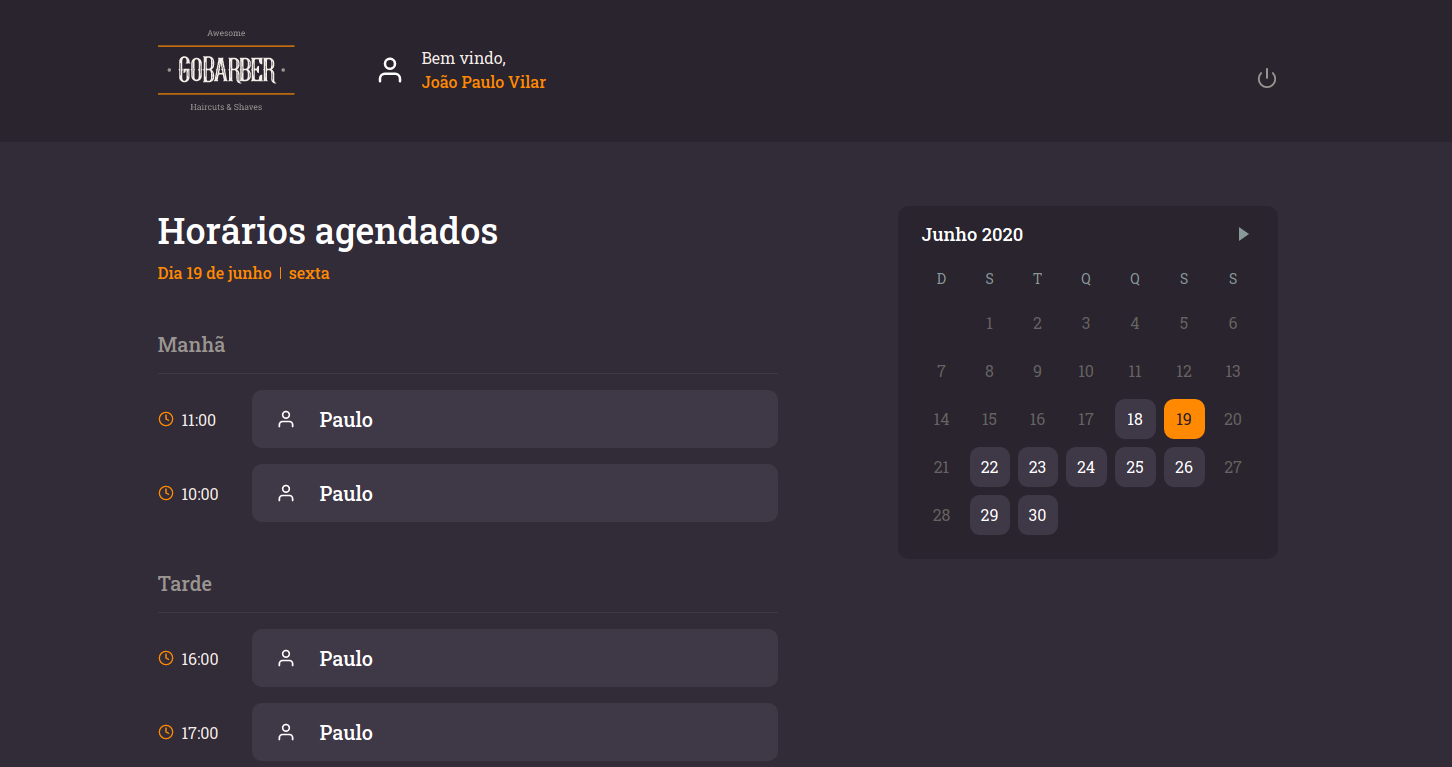 Awesome
GOBARBER
Haircuts & Shaves
Bem vindo,
João Paulo Vilar
Horários agendados
Dia 19 de junho | sexta
Manhã
11:00 Paulo
10:00 Paulo
Tarde
16:00 Paulo
17:00 Paulo
Junho 2020
D S T Q Q S S
1 2 3 4 5 6
7 8 9 10 11 12 13
14 15 16 17 18 19 20
21 22 23 24 25 26 27
28 29 30